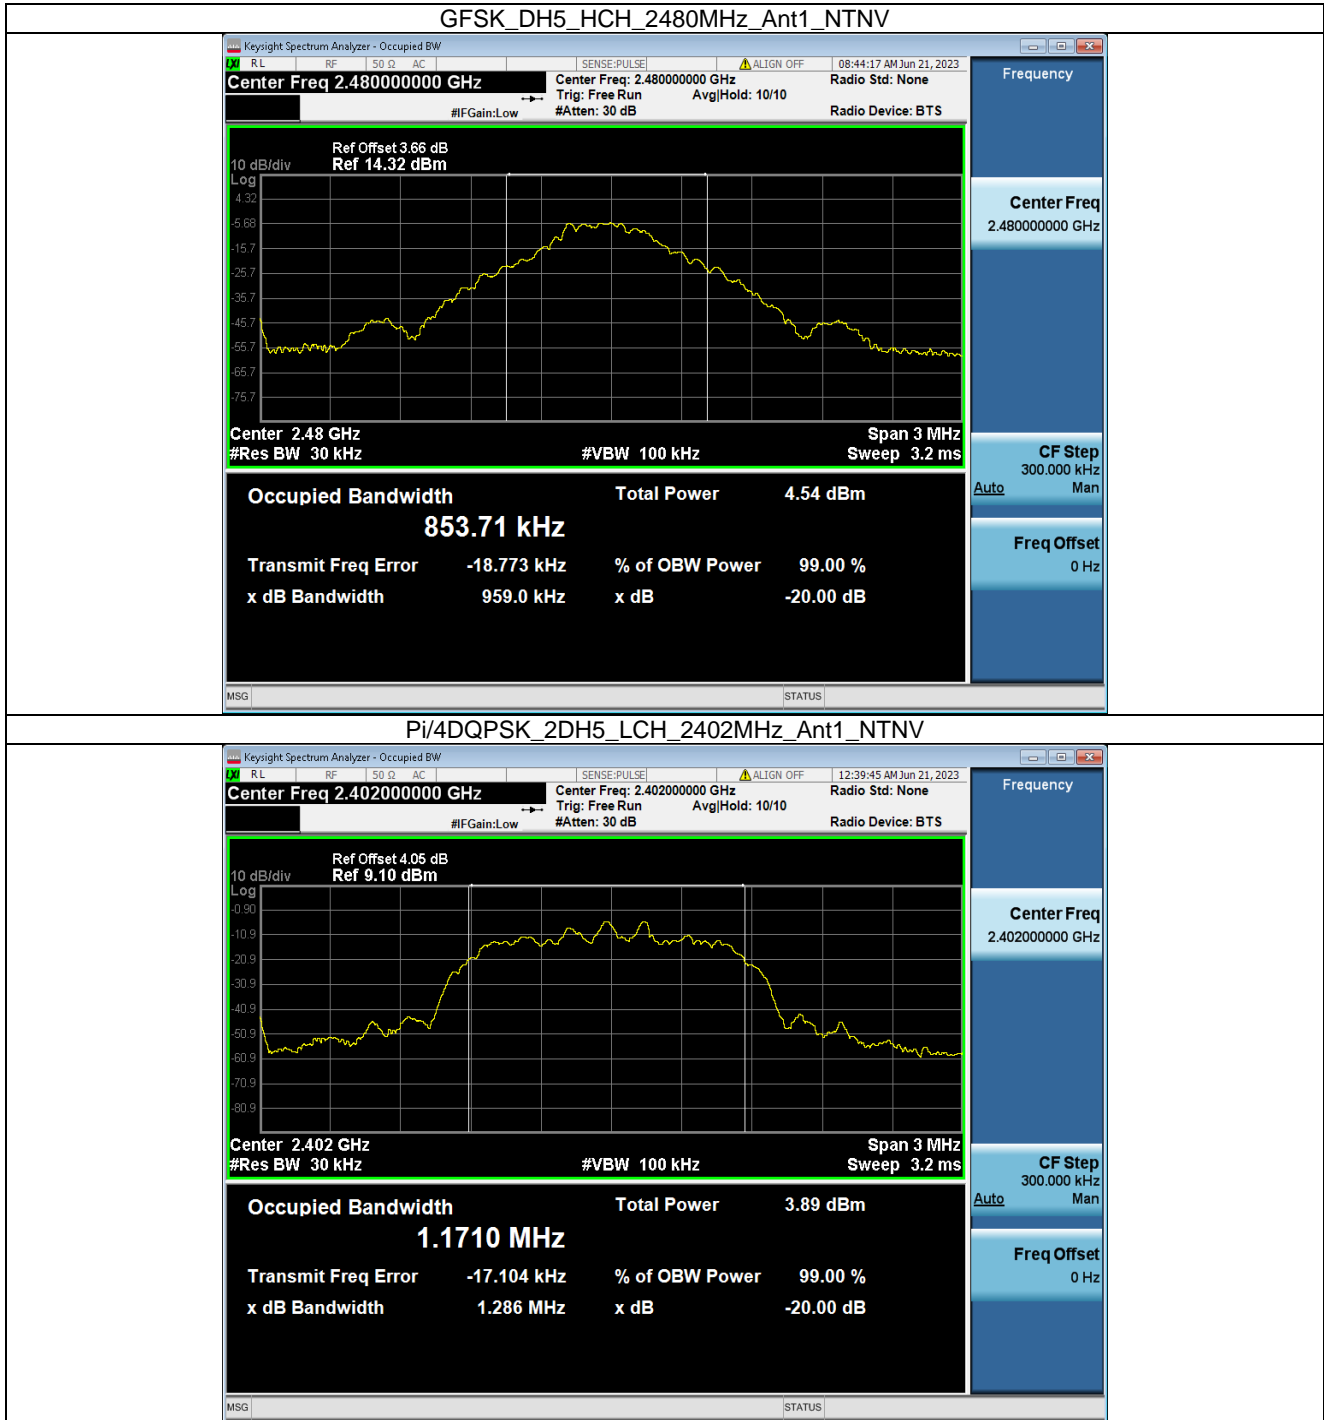 GFSK_DH5_HCH_2480MHz_Ant1_NTNV
Keysight Spectrum Analyzer - Occupied BW
LXI RL RF 50 Ω AC SENSE:PULSE ALIGN OFF 08:44:17 AM Jun 21, 2023
Center Freq 2.480000000 GHz
Center Freq: 2.480000000 GHz Radio Std: None
Trig: Free Run Avg|Hold: 10/10
#IFGain:Low #Atten: 30 dB Radio Device: BTS
Frequency
Ref Offset 3.66 dB
10 dB/div Ref 14.32 dBm
Log
4.32
-5.68
-15.7
-25.7
-35.7
-45.7
-55.7
-65.7
-75.7
Center Freq
2.480000000 GHz
Center 2.48 GHz Span 3 MHz
#Res BW 30 kHz #VBW 100 kHz Sweep 3.2 ms
CF Step
300.000 kHz
Auto Man
Occupied Bandwidth Total Power 4.54 dBm
853.71 kHz
Transmit Freq Error -18.773 kHz % of OBW Power 99.00 %
x dB Bandwidth 959.0 kHz x dB -20.00 dB
Freq Offset
0 Hz
MSG STATUS
Pi/4DQPSK_2DH5_LCH_2402MHz_Ant1_NTNV
Keysight Spectrum Analyzer - Occupied BW
LXI RL RF 50 Ω AC SENSE:PULSE ALIGN OFF 12:39:45 AM Jun 21, 2023
Center Freq 2.402000000 GHz
Center Freq: 2.402000000 GHz Radio Std: None
Trig: Free Run Avg|Hold: 10/10
#IFGain:Low #Atten: 30 dB Radio Device: BTS
Frequency
Ref Offset 4.05 dB
10 dB/div Ref 9.10 dBm
Log
-0.90
-10.9
-20.9
-30.9
-40.9
-50.9
-60.9
-70.9
-80.9
Center Freq
2.402000000 GHz
Center 2.402 GHz Span 3 MHz
#Res BW 30 kHz #VBW 100 kHz Sweep 3.2 ms
CF Step
300.000 kHz
Auto Man
Occupied Bandwidth Total Power 3.89 dBm
1.1710 MHz
Transmit Freq Error -17.104 kHz % of OBW Power 99.00 %
x dB Bandwidth 1.286 MHz x dB -20.00 dB
Freq Offset
0 Hz
MSG STATUS